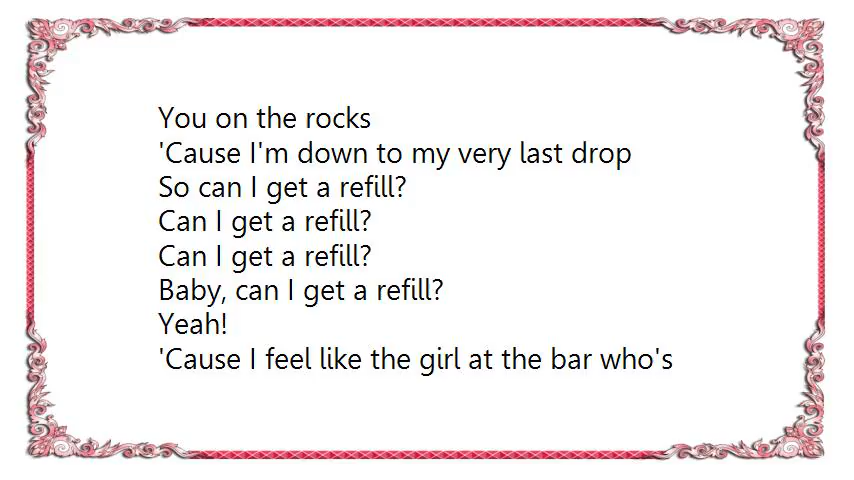 You on the rocks
'Cause I'm down to my very last drop
So can I get a refill?
Can I get a refill?
Can I get a refill?
Baby, can I get a refill?
Yeah!
'Cause I feel like the girl at the bar who's